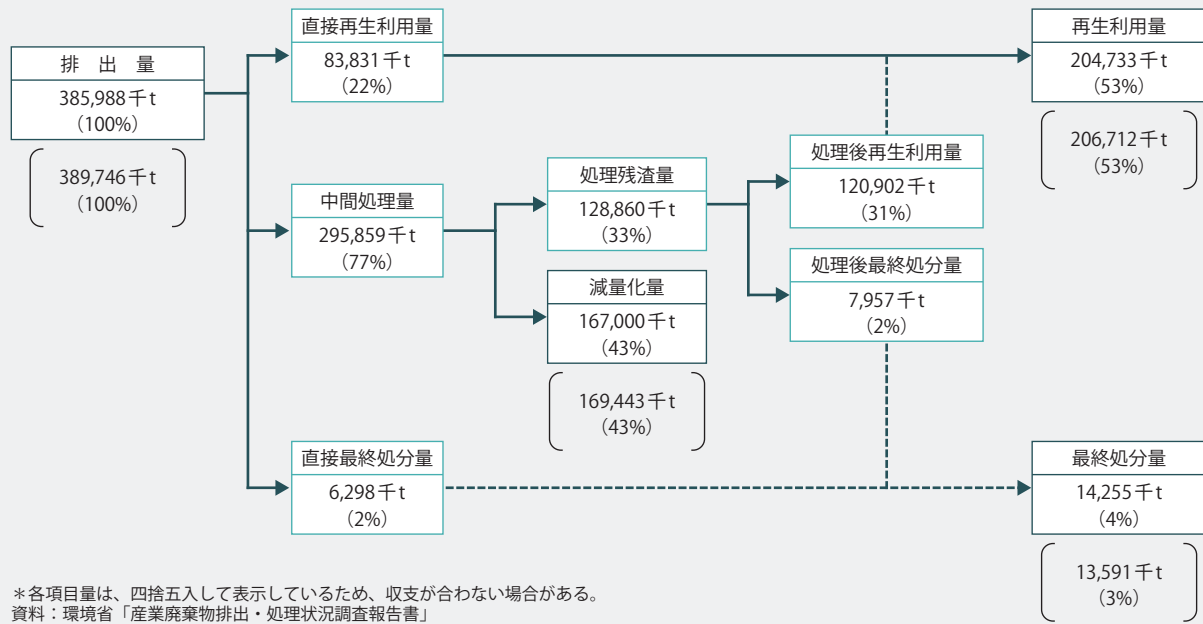 排　出　量
385,988千t
(100%)
389,746千t
(100%)
直接再生利用量
83,831千t
(22%)
中間処理量
295,859千t
(77%)
直接最終処分量
6,298千t
(2%)
処理残渣量
128,860千t
(33%)
減量化量
167,000千t
(43%)
169,443千t
(43%)
処理後再生利用量
120,902千t
(31%)
処理後最終処分量
7,957千t
(2%)
再生利用量
204,733千t
(53%)
206,712千t
(53%)
最終処分量
14,255千t
(4%)
13,591千t
(3%)
＊各項目量は、四捨五入して表示しているため、収支が合わない場合がある。
資料：環境省「産業廃棄物排出・処理状況調査報告書」